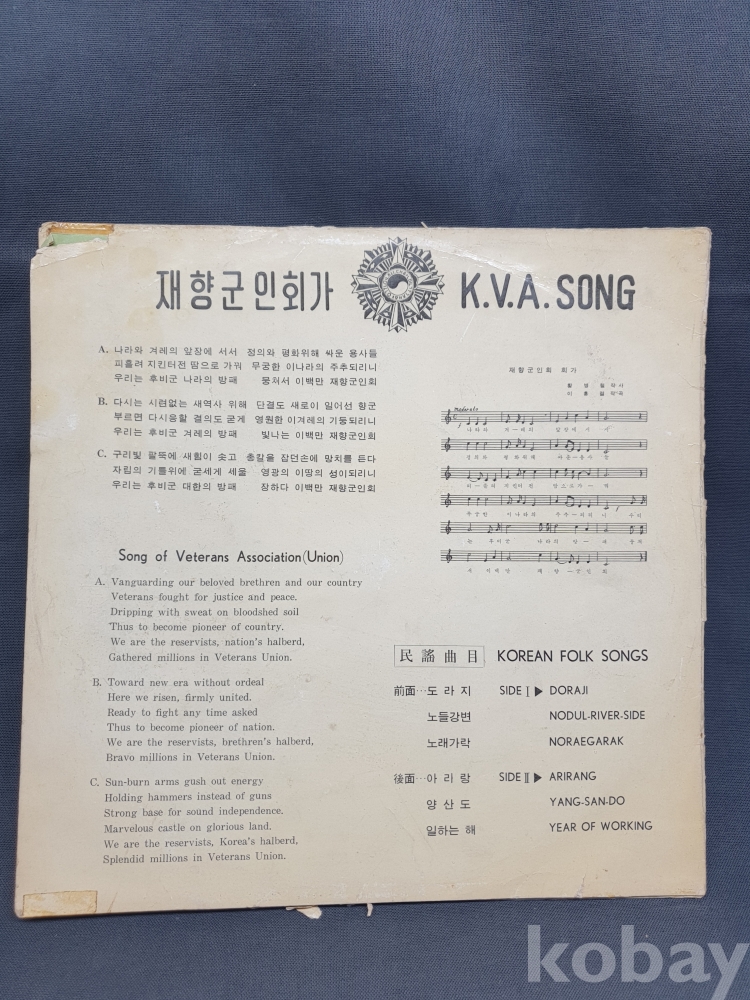 재향군인회가 K.V.A. SONG
A. 나라와 겨레의 앞장에 서서 정의와 평화위해 싸운 용사들
피흘려 지킨터전 땀으로 가꿔 무궁한 이나라의 주추되리니
우리는 후비군 나라의 방패 뭉쳐서 이백만 재향군인회
B. 다시는 시련없는 새역사 위해 단결도 새로이 일어선 향군
부르면 다시응할 결의도 굳게 영원한 이겨레의 기둥되리니
우리는 후비군 겨레의 방패 빛나는 이백만 재향군인회
C. 구리빛 팔뚝에 새힘이 솟고 총칼을 잡던손에 망치를 든다
자립의 기틀위에 굳세게 세울 영광의 이땅의 성이되리니
우리는 후비군 대한의 방패 장하다 이백만 재향군인회
재향군인회 회가
작사
작곡
Moderato
Song of Veterans Association(Union)
A. Vanguarding our beloved brethren and our country
Veterans fought for justice and peace.
Dripping with sweat on bloodshed soil
Thus to become pioneer of country.
We are the reservists, nation's halberd,
Gathered millions in Veterans Union.
B. Toward new era without ordeal
Here we risen, firmly united.
Ready to fight any time asked
Thus to become pioneer of nation.
We are the reservists, brethren's halberd,
Bravo millions in Veterans Union.
C. Sun-burn arms gush out energy
Holding hammers instead of guns
Strong base for sound independence.
Marvelous castle on glorious land.
We are the reservists, Korea's halberd,
Splendid millions in Veterans Union.
民謠曲目 KOREAN FOLK SONGS
前面…도라지 SIDE Ⅰ ▶ DORAJI
노들강변 NODUL-RIVER-SIDE
노래가락 NORAEGARAK
後面…아리랑 SIDE Ⅱ ▶ ARIRANG
양산도 YANG-SAN-DO
일하는 해 YEAR OF WORKING
kobay